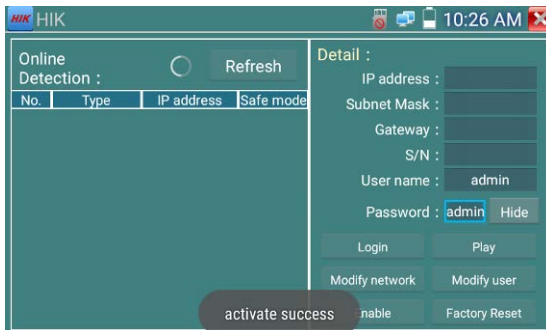 HIK HIK 10:26 AM
Online
Detection :
Refresh
No. Type IP address Safe mode
Detail :
IP address :
Subnet Mask :
Gateway :
S/N :
User name : admin
Password : admin Hide
Login Play
Modify network Modify user
activate success
Factory Reset